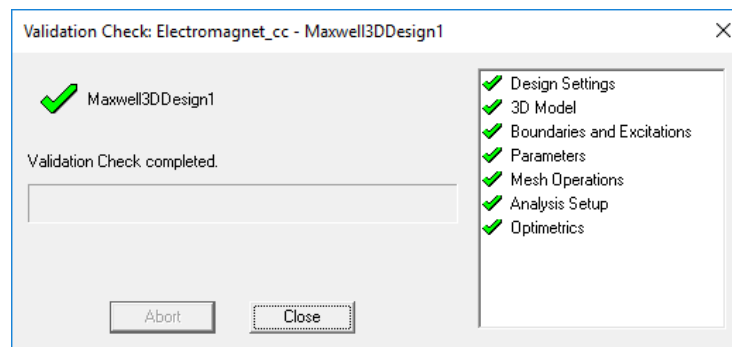 Validation Check: Electromagnet_cc - Maxwell3DDesign1
Maxwell3DDesign1
Validation Check completed.
Abort
Close
Design Settings
3D Model
Boundaries and Excitations
Parameters
Mesh Operations
Analysis Setup
Optimetrics